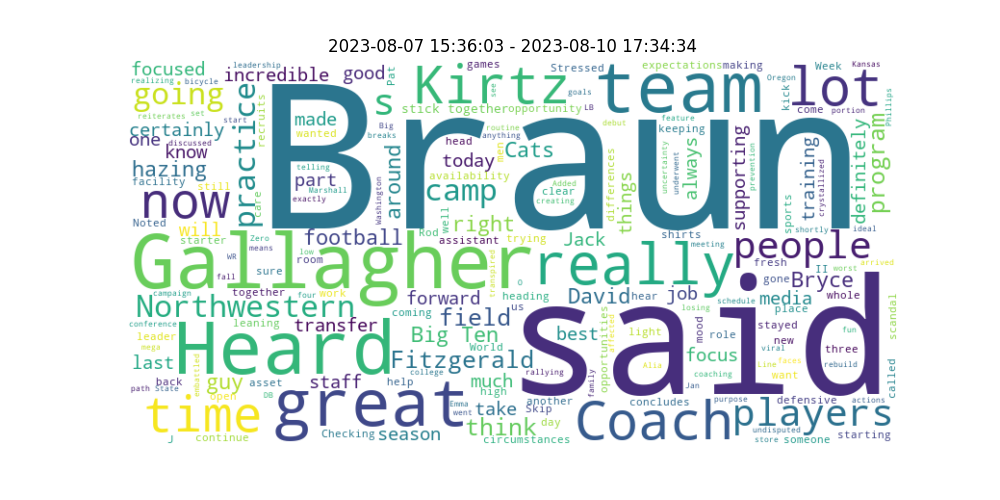 2023-08-07 15:36:03 - 2023-08-10 17:34:34
focused
incredible
good
Pat
Kirtz
games
Stressed
expectations
making
Week
Oregon
Kansas
realizing
bicycle
leadership
going
practice
recruits
Braun
s
see
goals
LB
team
kick
lot
come
portion
Phillips
reiterates
set
start
made
wanted
Big
breaks
stick together
opportunity
routine
anything
debut
feature
keeping
certainly
one
know
discussed
head
today
Cats
men
hazing
telling
part
Marshall
exactly
around
availability
camp
Added
clear
creating
differences
things
uncertainty
underwent
always
supporting
prevention
training
crystallized
definitely
program
facility
still
care
Washington
now
Noted
will
starter
Zero
means
football
low
Rod
well
right
assistant
trying
Jack
shirts
meeting
sports
shortly
ideal
Gallagher
WR
room
really
people
fresh
II
worst
arrived
fall
sure
transpired
O
gone
Bryce
campaign
together
four
work
forward
heading
David
hear
job
losing
schedule
media
whole
Northwestern
coming
us
said
place
scandal
conference
leaning
transfer
field
Big Ten
best
opportunities
affected
light
mood
role
stayed
viral
fun
leader
mega
Heard
World
new
three
last
Fitzgerald
focus
Line
faces
rebuild
embattled
college
rallying
Alix
coaching
want
called
back
guy
asset
staff
help
much
high
another
family
Jan
purpose
actions
path
State
open
DB
great
Emma
went
take
Skip
concludes
defensive
time
Coach
players
think
day
undisputed
J
continue
Checking
season
circumstances
store
someone
starting